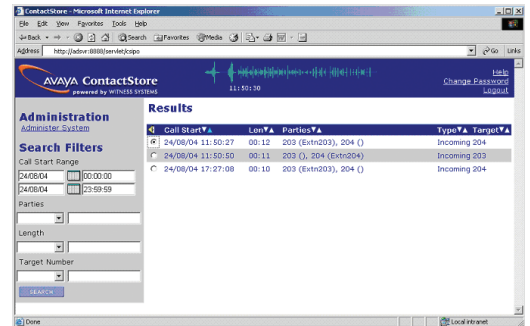 ContactStore - Microsoft Internet Explorer
File Edit View Favorites Tools Help
Back Search Favorites Media
Address http://adsvr:8888/servlet/csipo Go Links
AVAYA ContactStore
powered by WITNESS SYSTEMS
11:50:30
Help
Change Password
Logout
Administration
Administer System
Search Filters
Call Start Range
24/08/04 00:00:00
24/08/04 23:59:59
Parties
Length
Target Number
SEARCH
Results
Call Start▼▲ Len▼▲ Parties▼▲ Type▼▲ Target▼▲
24/08/04 11:50:27 00:12 203 (Extn203), 204 () Incoming 204
24/08/04 11:50:50 00:11 203 (), 204 (Extn204) Incoming 203
24/08/04 17:27:08 00:10 203 (Extn203), 204 () Incoming 204
Done Local intranet